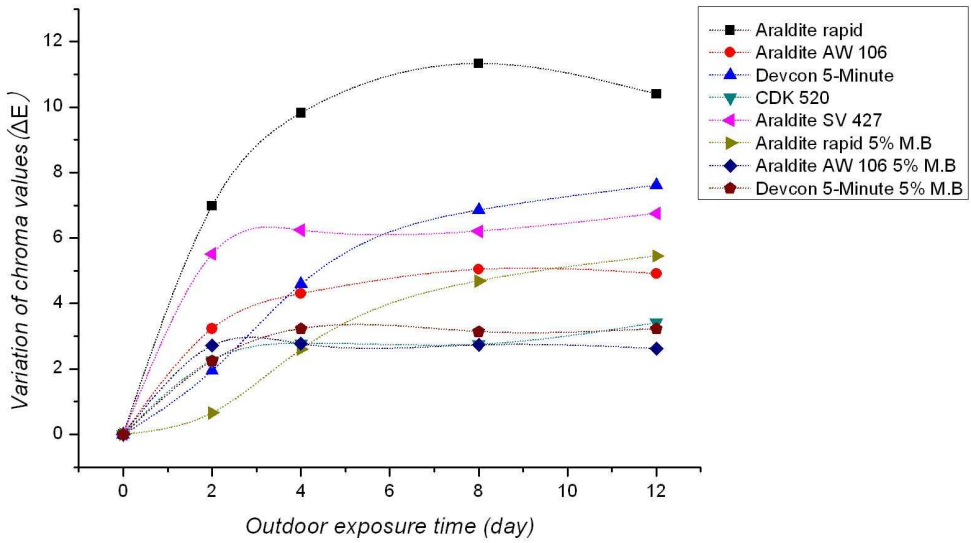 Variation of chroma values(ΔE)
12
10
8
6
4
2
0
0 2 4 6 8 10 12
Outdoor exposure time (day)
Araldite rapid
Araldite AW 106
Devcon 5-Minute
CDK 520
Araldite SV 427
Araldite rapid 5% M.B
Araldite AW 106 5% M.B
Devcon 5-Minute 5% M.B